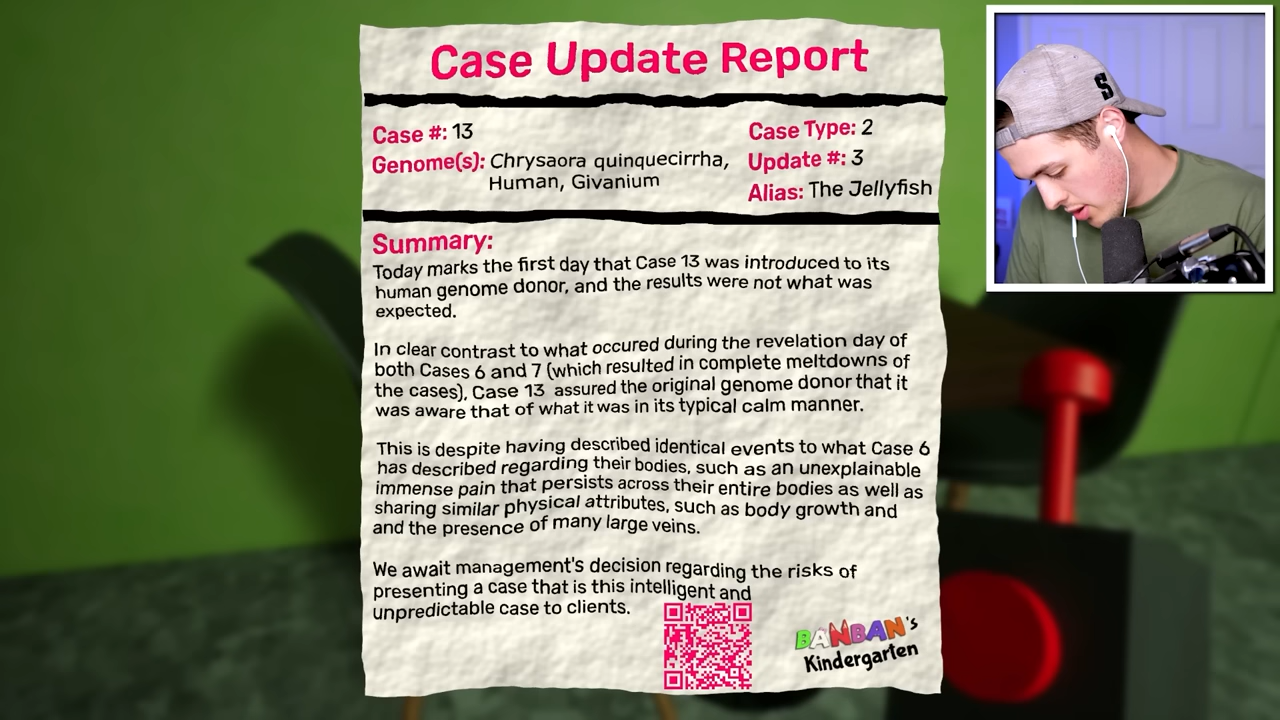 Case Update Report
Case #: 13
Genome(s): Chrysaora quinquecirrha,
Human, Givanium
Case Type: 2
Update #: 3
Alias: The Jellyfish
Summary:
Today marks the first day that Case 13 was introduced to its
human genome donor, and the results were not what was
expected.
In clear contrast to what occured during the revelation day of
both Cases 6 and 7 (which resulted in complete meltdowns of
the cases), Case 13 assured the original genome donor that it
was aware that of what it was in its typical calm manner.
This is despite having described identical events to what Case 6
has described regarding their bodies, such as an unexplainable
immense pain that persists across their entire bodies as well as
sharing similar physical attributes, such as body growth and
and the presence of many large veins.
We await management's decision regarding the risks of
presenting a case that is this intelligent and
unpredictable case to clients.
BANBAN's
Kindergarten
S